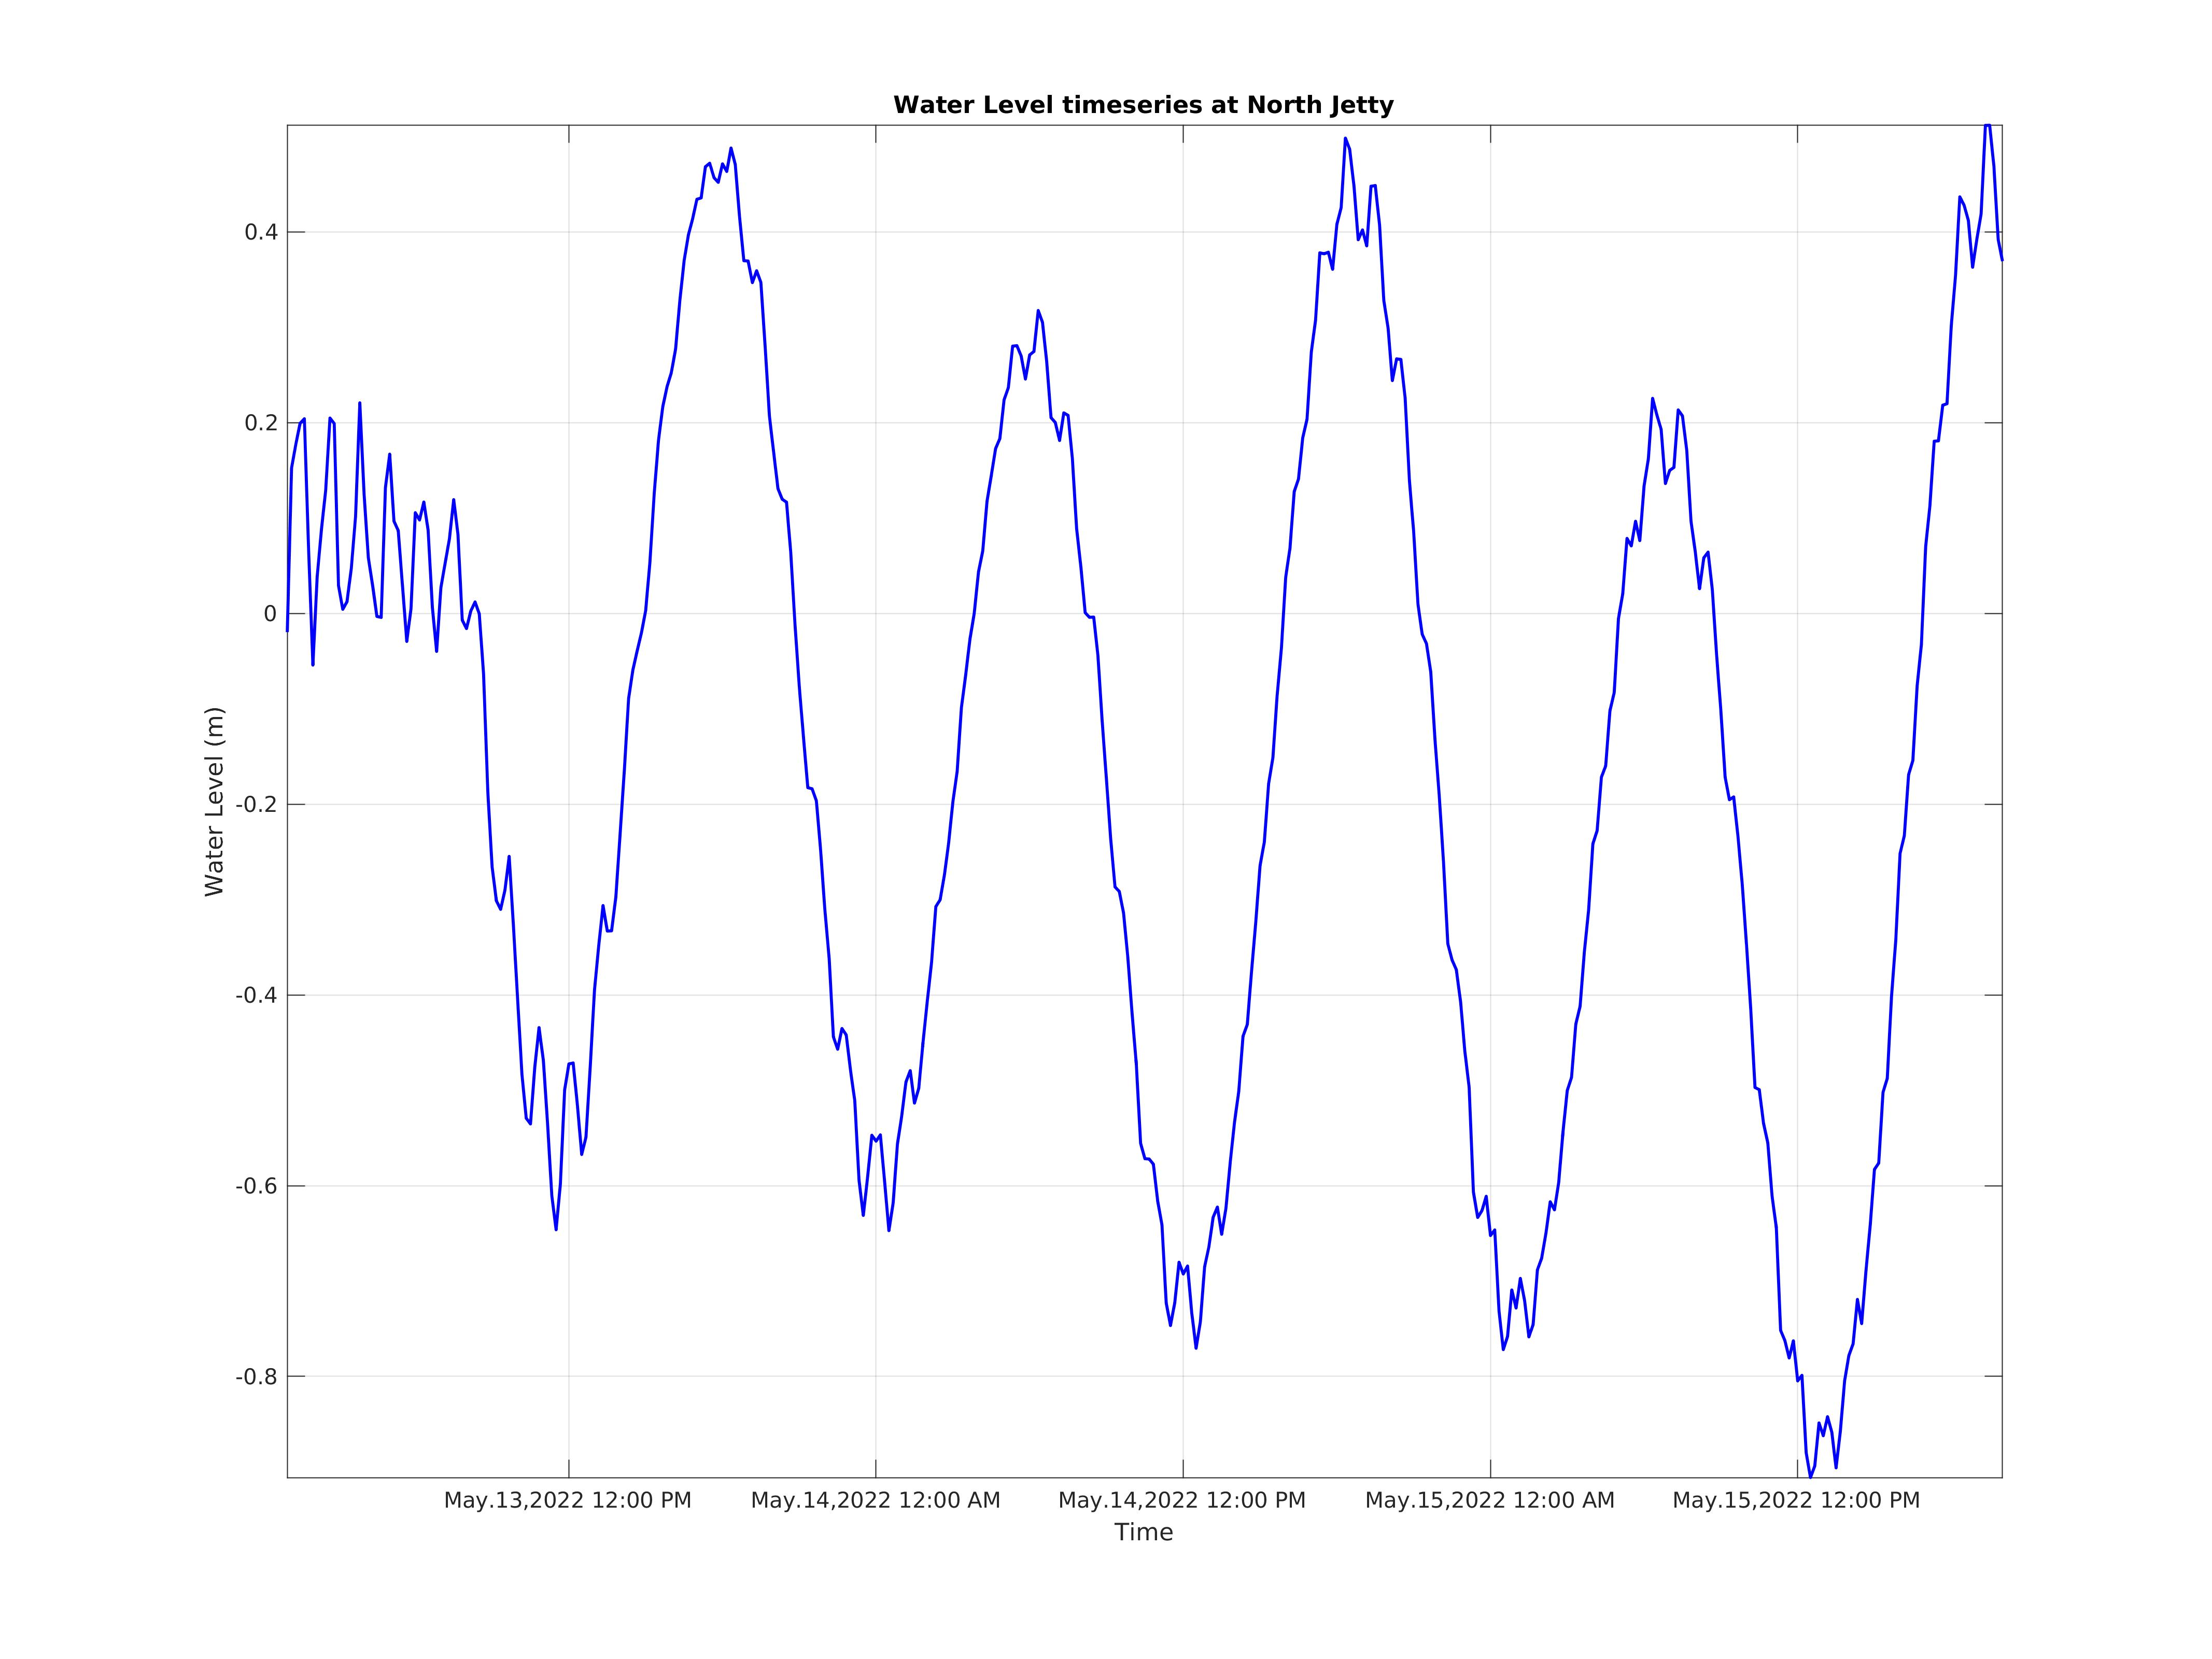 Water Level timeseries at North Jetty
0.4
0.2
0
-0.2
-0.4
-0.6
-0.8
Water Level (m)
May.13,2022 12:00 PM
May.14,2022 12:00 AM
May.14,2022 12:00 PM
May.15,2022 12:00 AM
May.15,2022 12:00 PM
Time